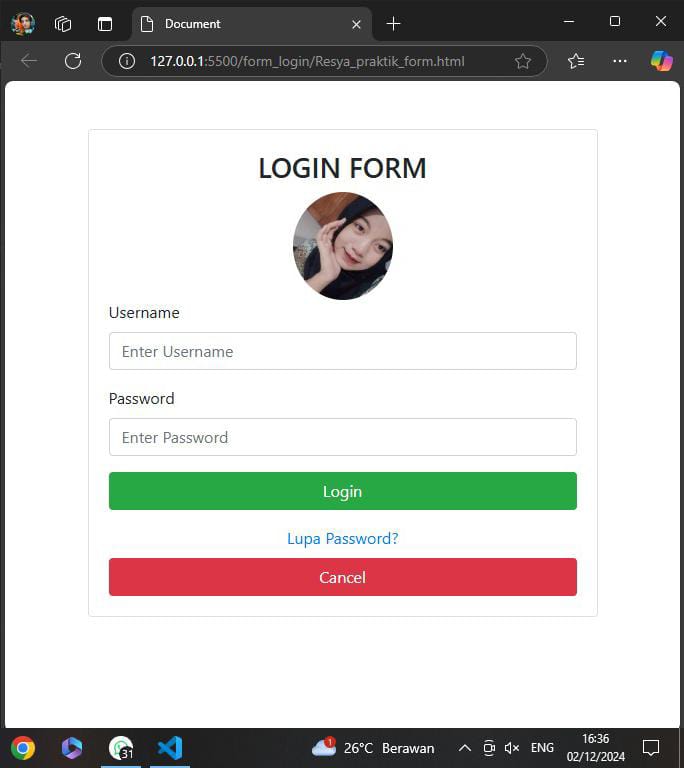 Document
127.0.0.1:5500/form_login/Resya_praktik_form.html
LOGIN FORM
Username
Enter Username
Password
Enter Password
Login
Lupa Password?
Cancel
31
1
26°C Berawan
ENG
16:36
02/12/2024